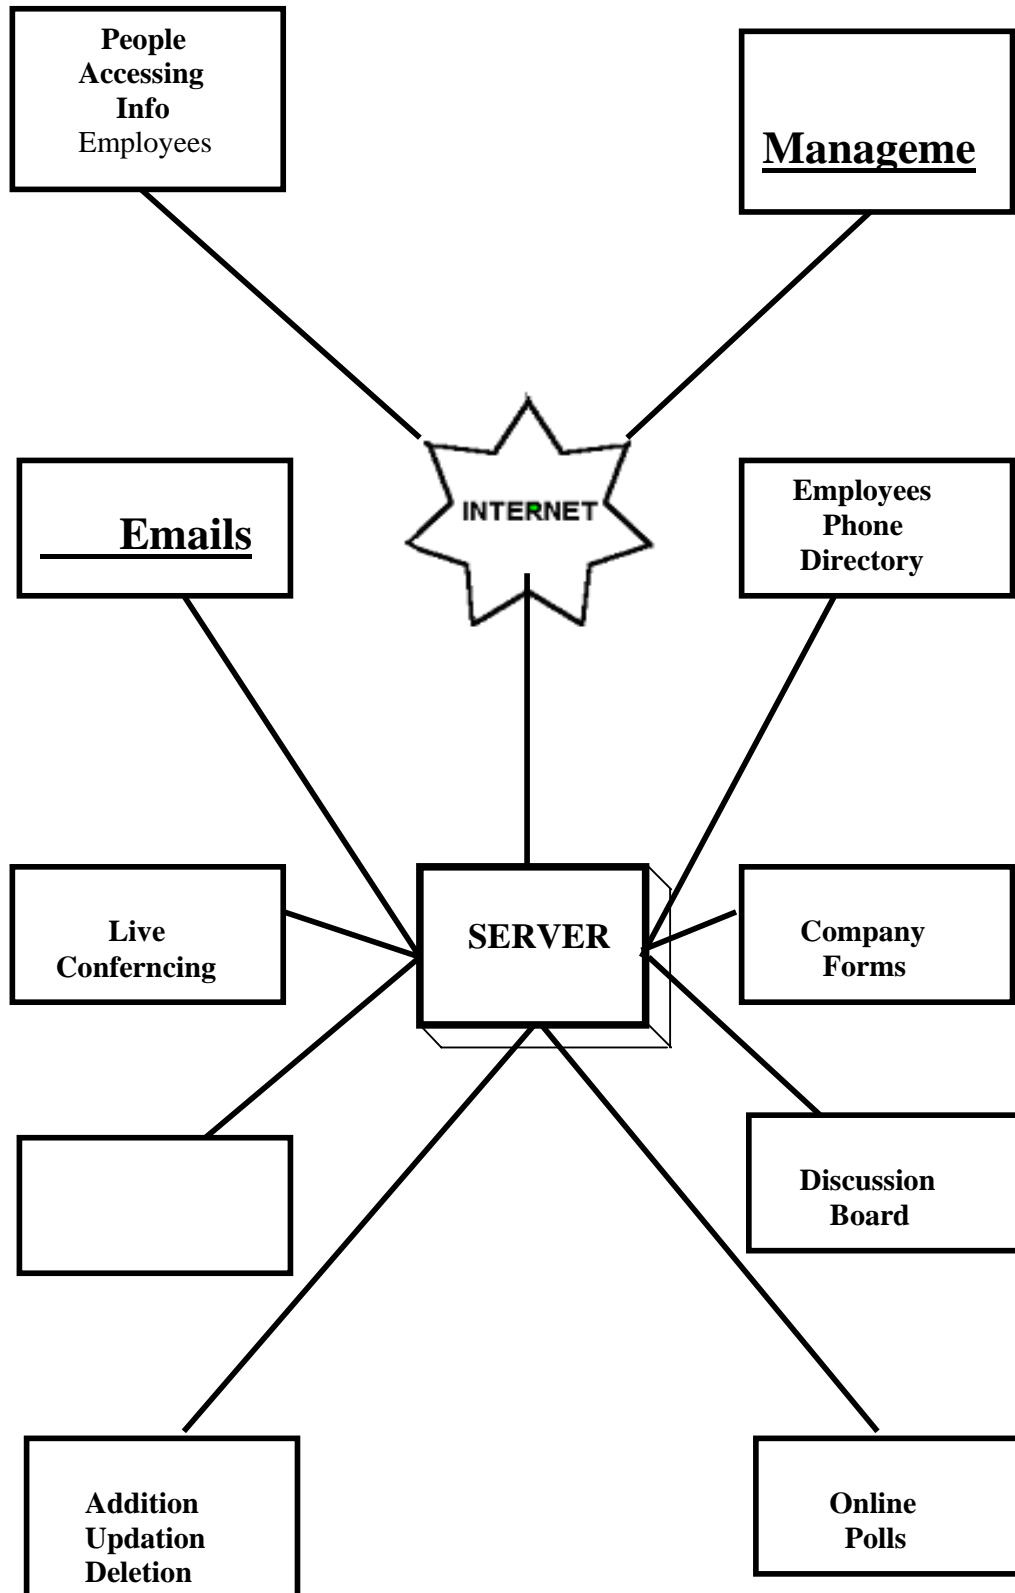 People
Accessing
Info
Employees
Manageme
Emails
INTERNET
Employees
Phone
Directory
Live
Conferncing
SERVER
Company
Forms
Discussion
Board
Addition
Updation
Deletion
Online
Polls